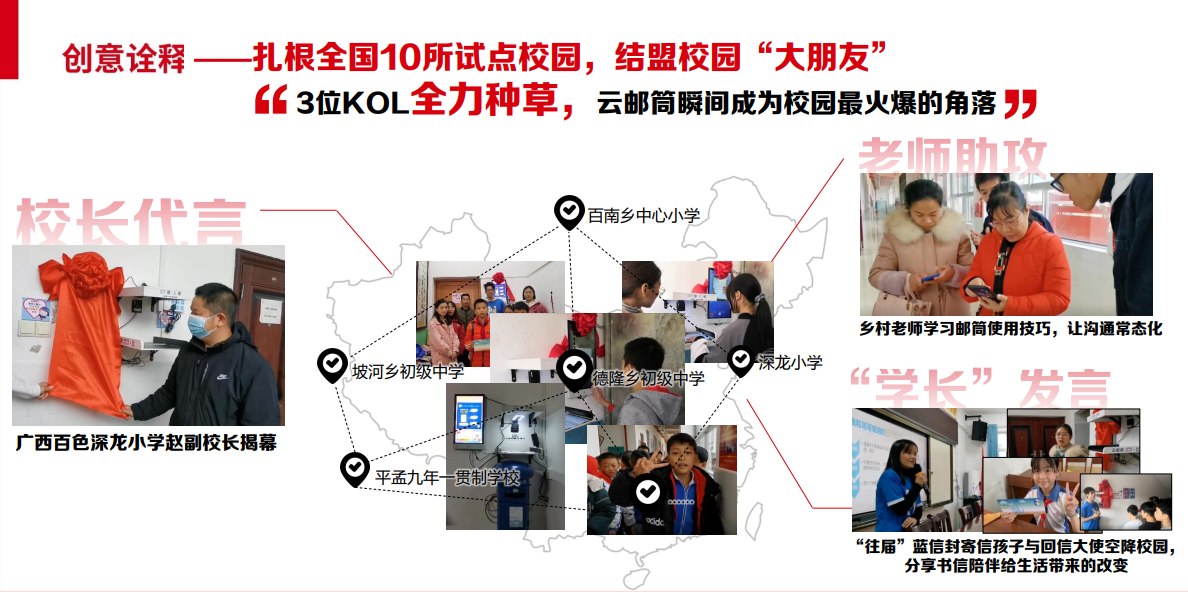 创意诠释 ——扎根全国10所试点校园，结盟校园“大朋友”
“3位KOL全力种草，云邮筒瞬间成为校园最火爆的角落”
老师助攻
校长代言
百南乡中心小学
乡村老师学习邮筒使用技巧，让沟通常态化
坡河乡初级中学
德隆乡初级中学
深龙小学
“学长”发言
广西百色深龙小学赵副校长揭幕
平孟九年一贯制学校
“往届”蓝信封寄信孩子与回信大使空降校园，
分享书信陪伴给生活带来的改变